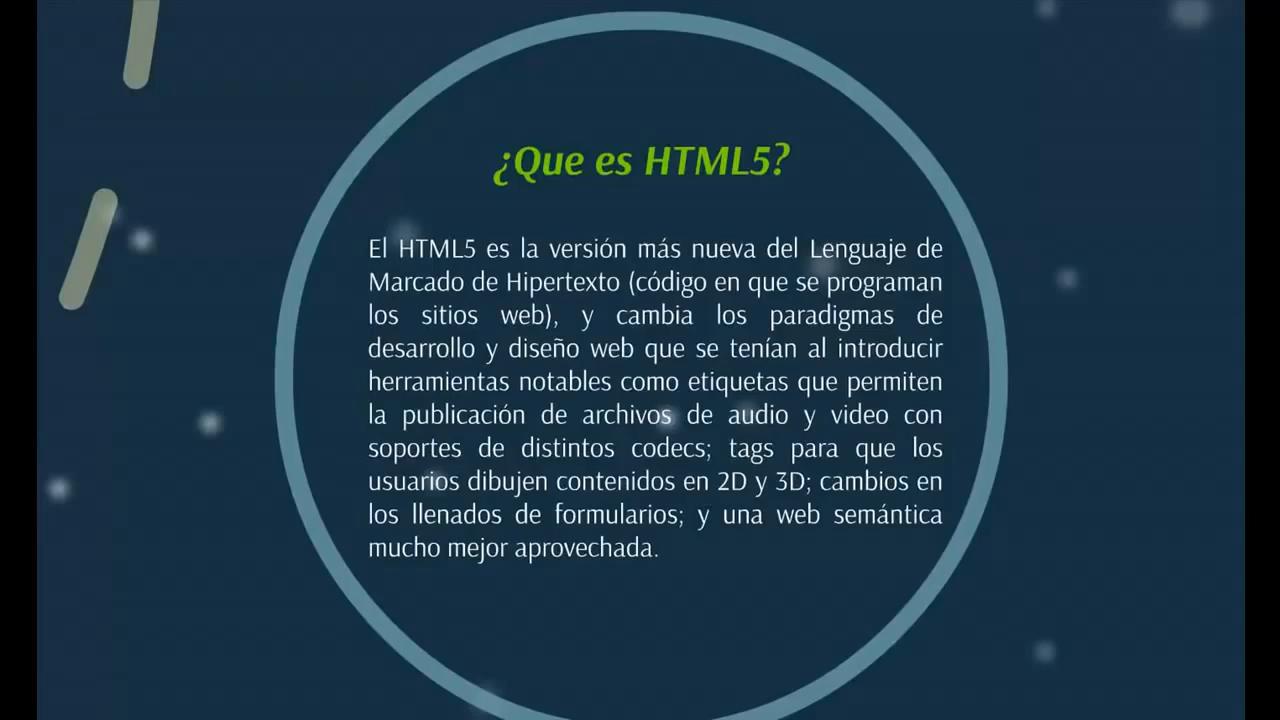 ¿Que es HTML5?
El HTML5 es la versión más nueva del Lenguaje de
Marcado de Hipertexto (código en que se programan
los sitios web), y cambia los paradigmas de
desarrollo y diseño web que se tenían al introducir
herramientas notables como etiquetas que permiten
la publicación de archivos de audio y video con
soportes de distintos codecs; tags para que los
usuarios dibujen contenidos en 2D y 3D; cambios en
los llenados de formularios; y una web semántica
mucho mejor aprovechada.